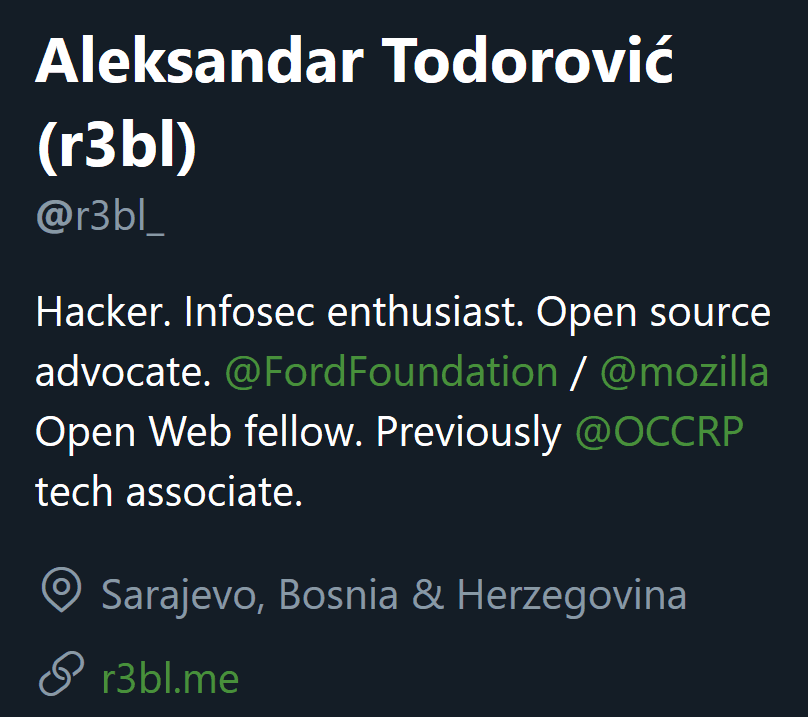 Aleksandar Todorović
(r3bl)
@r3bl_
Hacker. Infosec enthusiast. Open source
advocate. @FordFoundation / @mozilla
Open Web fellow. Previously @OCCRP
tech associate.
Sarajevo, Bosnia & Herzegovina
r3bl.me